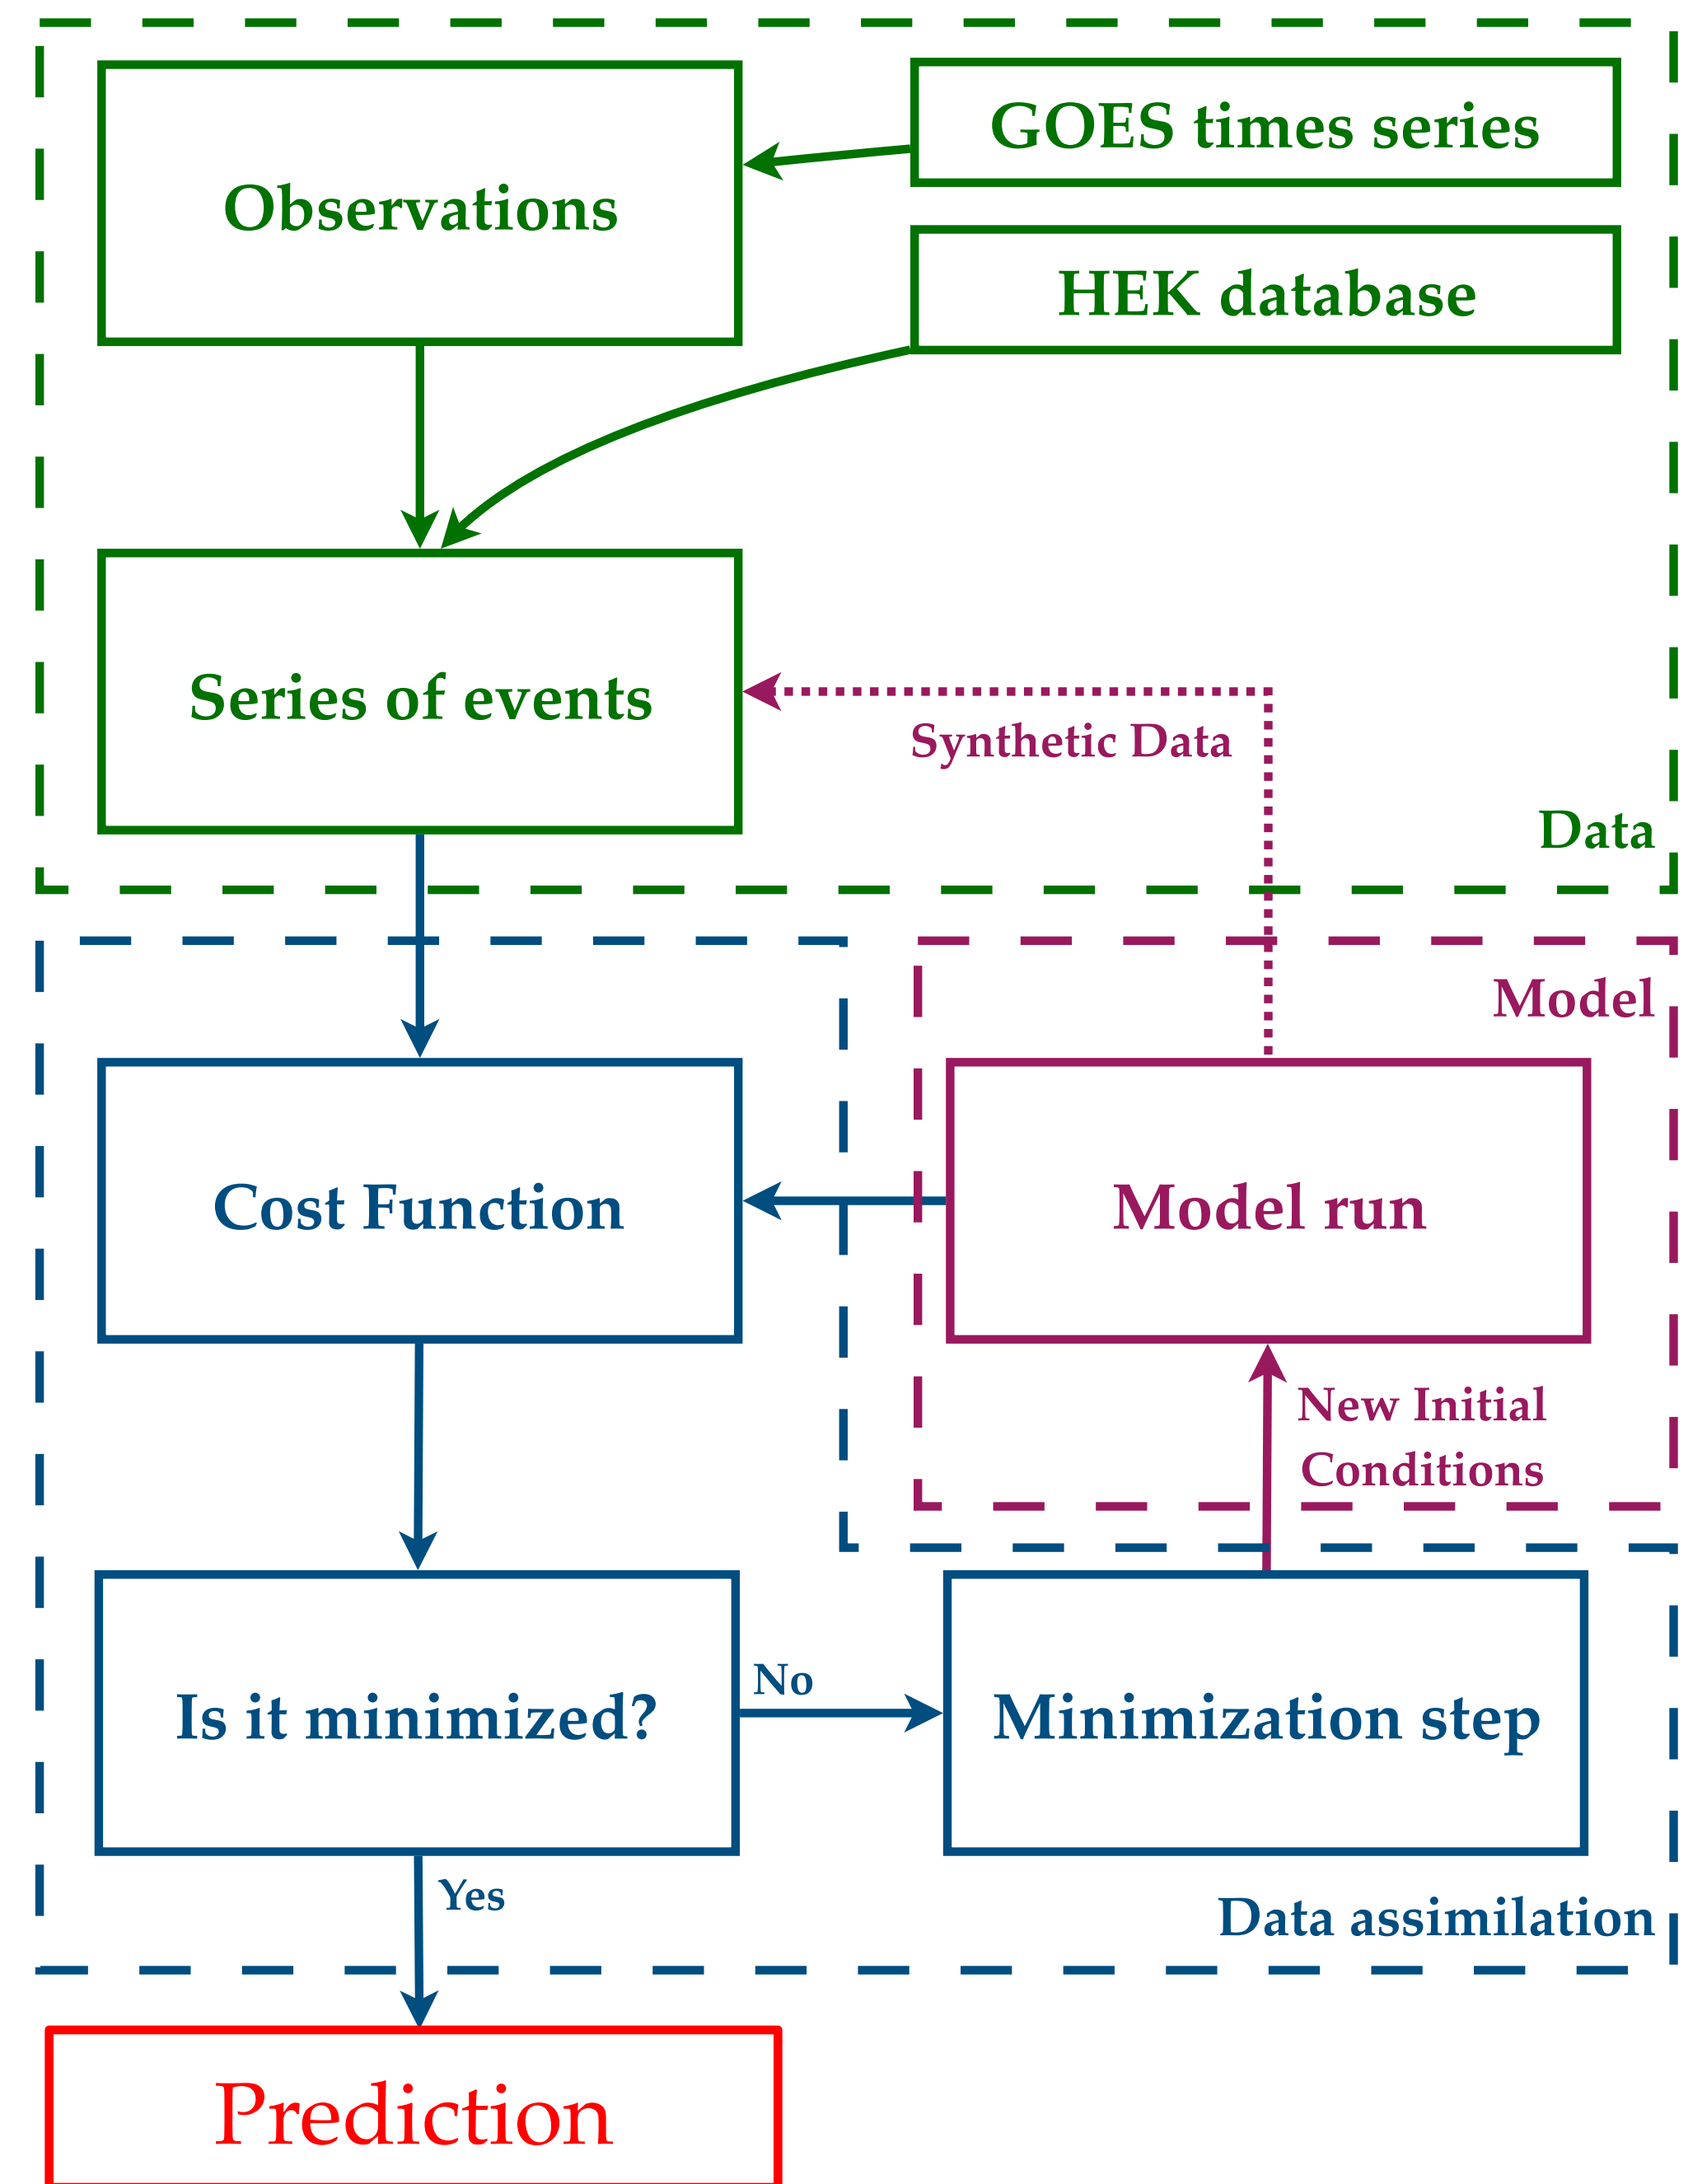 GOES times series
Observations
HEK database
Series of events
Synthetic Data
Data
Model
Cost Function
Model run
New Initial
Conditions
No
Is it minimized?
Minimization step
Yes
Data assimilation
Prediction